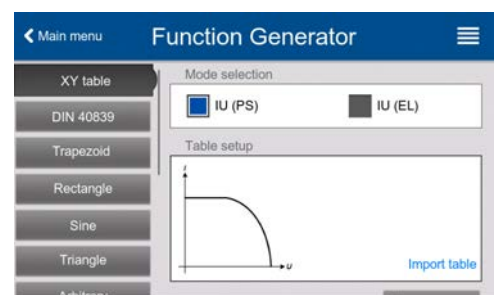 Main menu
Function Generator
XY table
DIN 40839
Trapezoid
Rectangle
Sine
Triangle
Arbitrary
Mode selection
IU (PS)
IU (EL)
Table setup
I
U
Import table